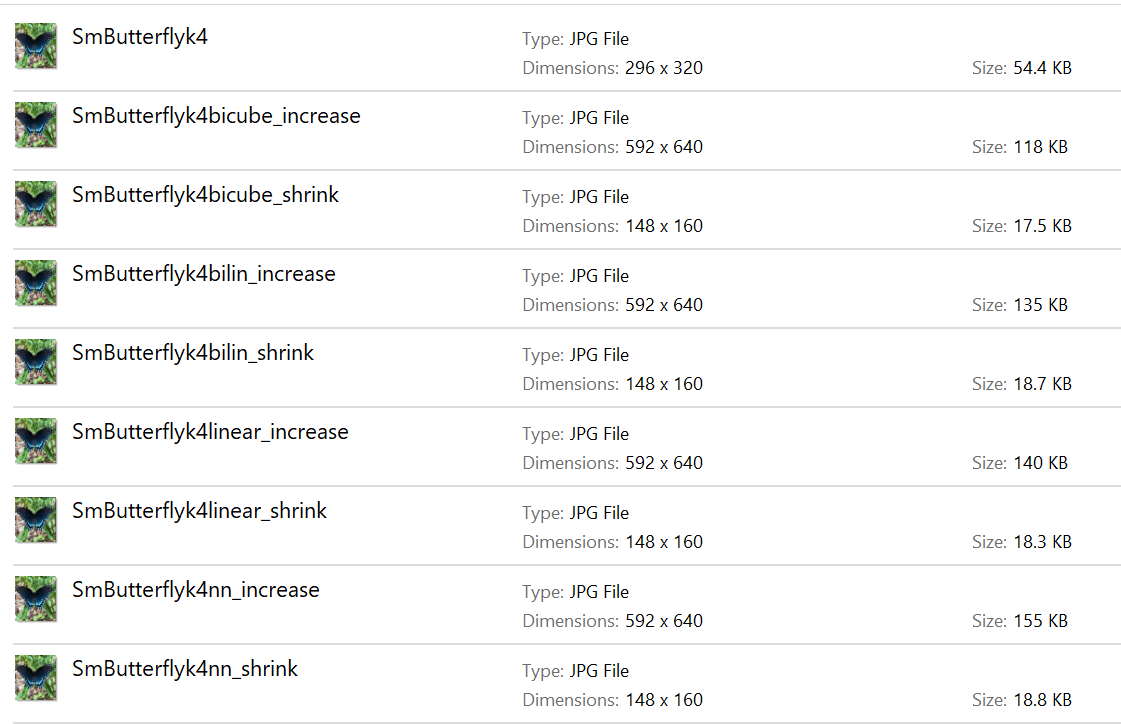 SmButterflyk4
Type: JPG File
Dimensions: 296 x 320 Size: 54.4 KB
SmButterflyk4bicube_increase
Type: JPG File
Dimensions: 592 x 640 Size: 118 KB
SmButterflyk4bicube_shrink
Type: JPG File
Dimensions: 148 x 160 Size: 17.5 KB
SmButterflyk4bilin_increase
Type: JPG File
Dimensions: 592 x 640 Size: 135 KB
SmButterflyk4bilin_shrink
Type: JPG File
Dimensions: 148 x 160 Size: 18.7 KB
SmButterflyk4linear_increase
Type: JPG File
Dimensions: 592 x 640 Size: 140 KB
SmButterflyk4linear_shrink
Type: JPG File
Dimensions: 148 x 160 Size: 18.3 KB
SmButterflyk4nn_increase
Type: JPG File
Dimensions: 592 x 640 Size: 155 KB
SmButterflyk4nn_shrink
Type: JPG File
Dimensions: 148 x 160 Size: 18.8 KB